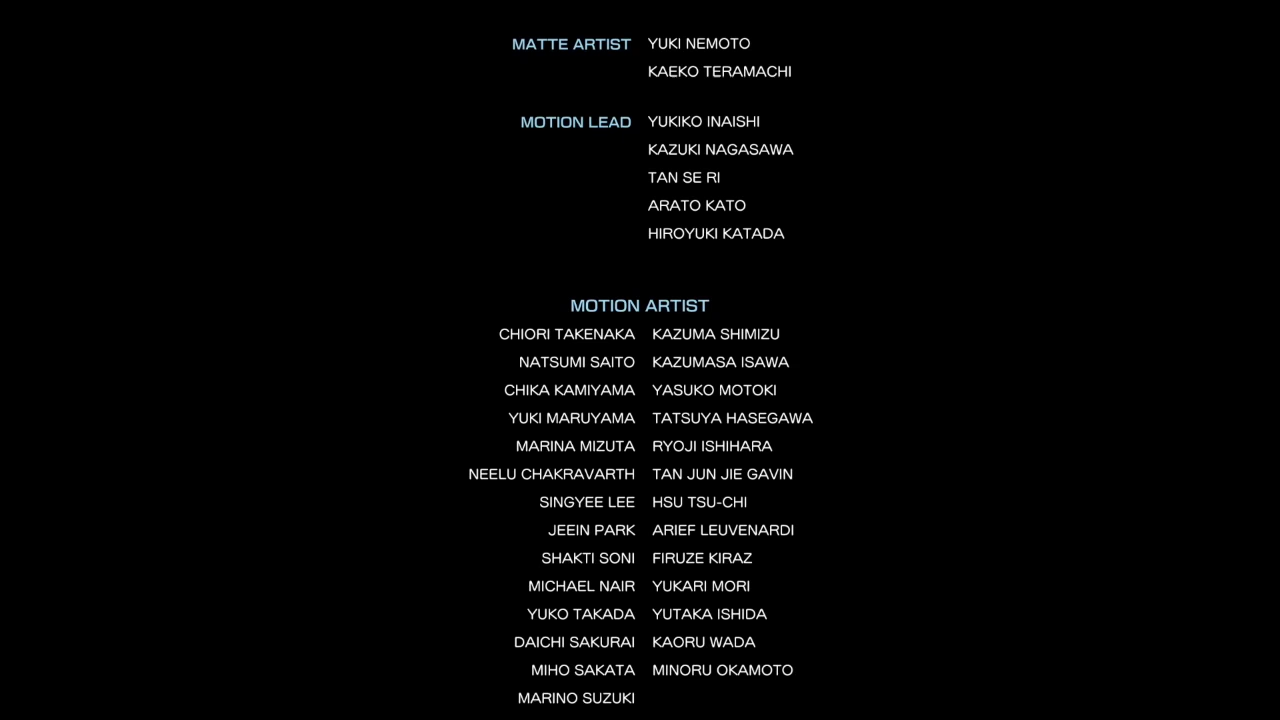 MATTE ARTIST YUKI NEMOTO
KAEKO TERAMACHI
MOTION LEAD YUKIKO INAISHI
KAZUKI NAGASAWA
TAN SE RI
ARATO KATO
HIROYUKI KATADA
MOTION ARTIST
CHIORI TAKENAKA KAZUMA SHIMIZU
NATSUMI SAITO KAZUMASA ISAWA
CHIKA KAMIYAMA YASUKO MOTOKI
YUKI MARUYAMA TATSUYA HASEGAWA
MARINA MIZUTA RYOJI ISHIHARA
NEELU CHAKRAVARTH TAN JUN JIE GAVIN
SINGYEE LEE HSU TSU-CHI
JEEIN PARK ARIEF LEUVENARDI
SHAKTI SONI FIRUZE KIRAZ
MICHAEL NAIR YUKARI MORI
YUKO TAKADA YUTAKA ISHIDA
DAICHI SAKURAI KAORU WADA
MIHO SAKATA MINORU OKAMOTO
MARINO SUZUKI